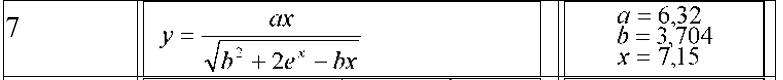 7
y = ax / √(b² + 2eˣ − bx)
a = 6,32
b = 3,704
x = 7,15